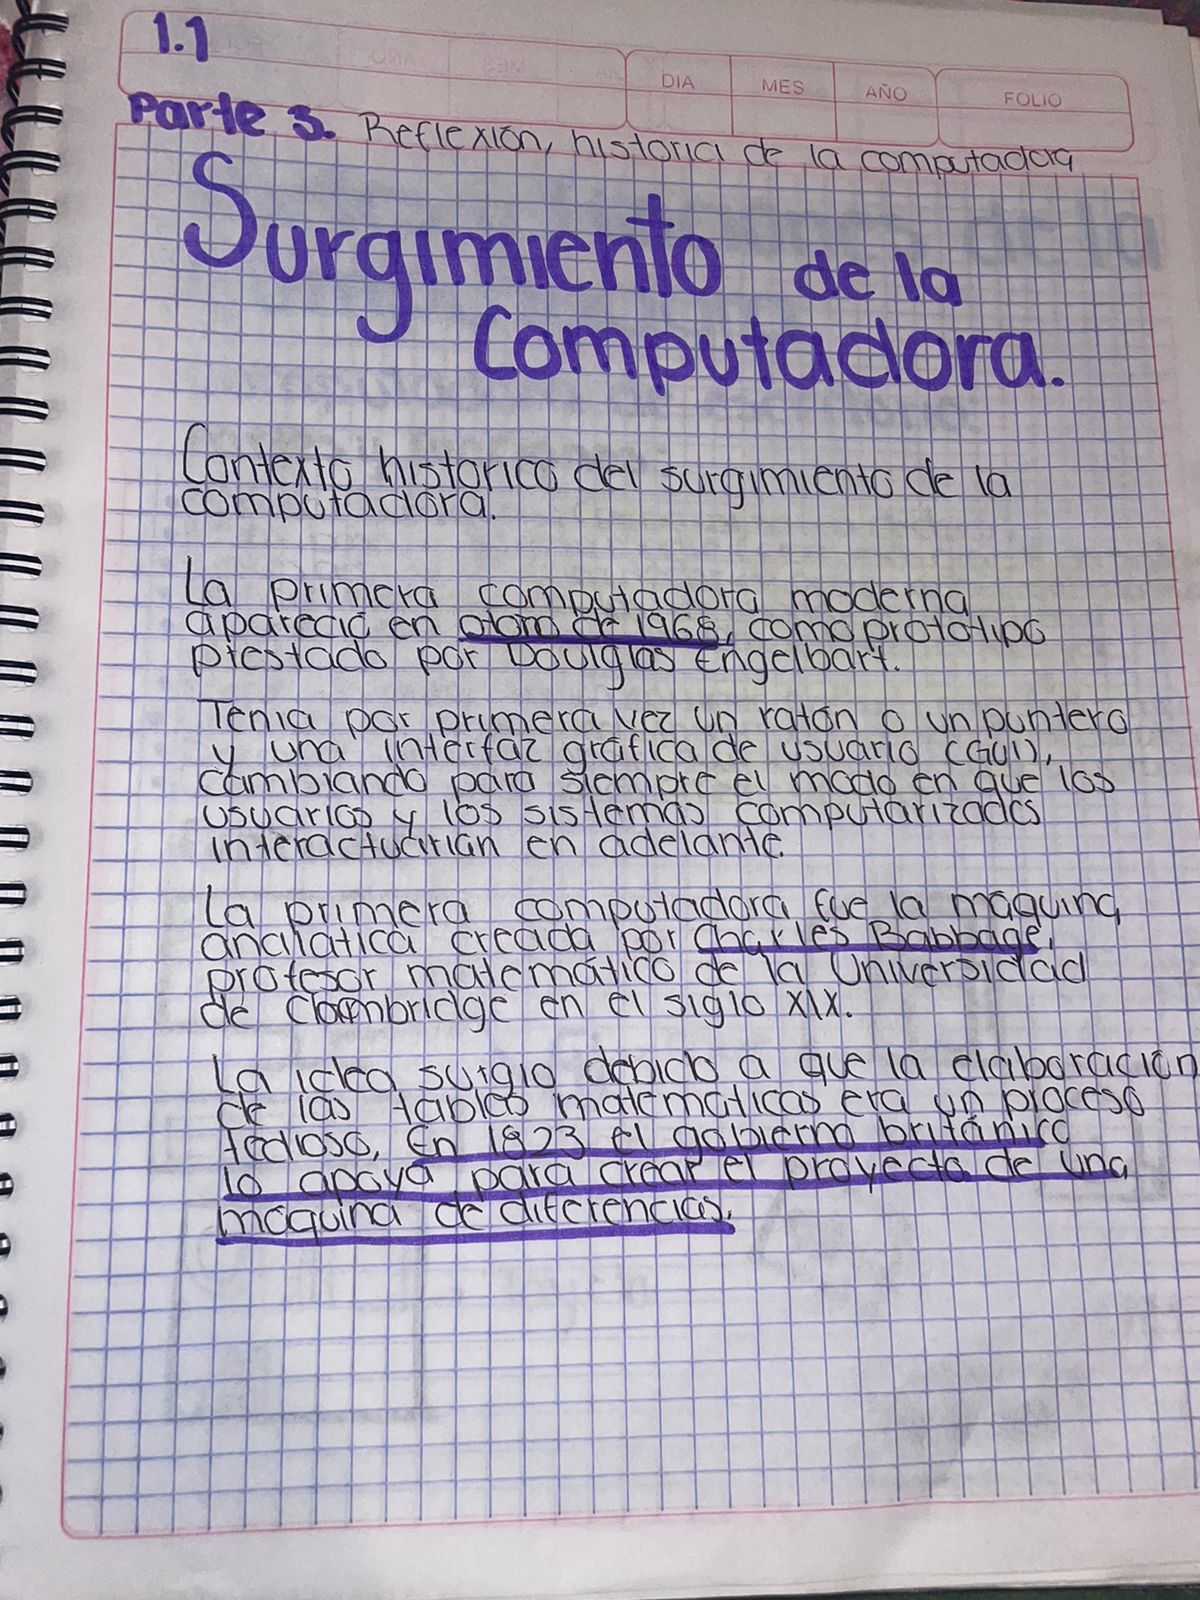 1.1
DIA MES AÑO FOLIO
Parte 3. Reflexión, historia de la computadora
Surgimiento de la
Computadora.
Contexto historico del surgimiento de la
computadora.
La primera computadora moderna
apareció en otoño de 1968, como prototipo
prestado por Doulglas Engelbart.
Tenia por primera vez un ratón o un puntero
y una interfaz gráfica de usuario (GUI),
cambiando para siempre el modo en que los
usuarios y los sistemas computarizados
interactuarían en adelante.
La primera computadora fue la maquina
analiatica creada por Charles Babbage,
profesor matemático de la Universidad
de Cambridge en el siglo XIX.
La idea surgio debido a que la elaboración
de las tablas matematicas era un proceso
tedioso, En 1823 el gobierno británico
lo apoya para crear el proyecto de una
maquina de diferencias.